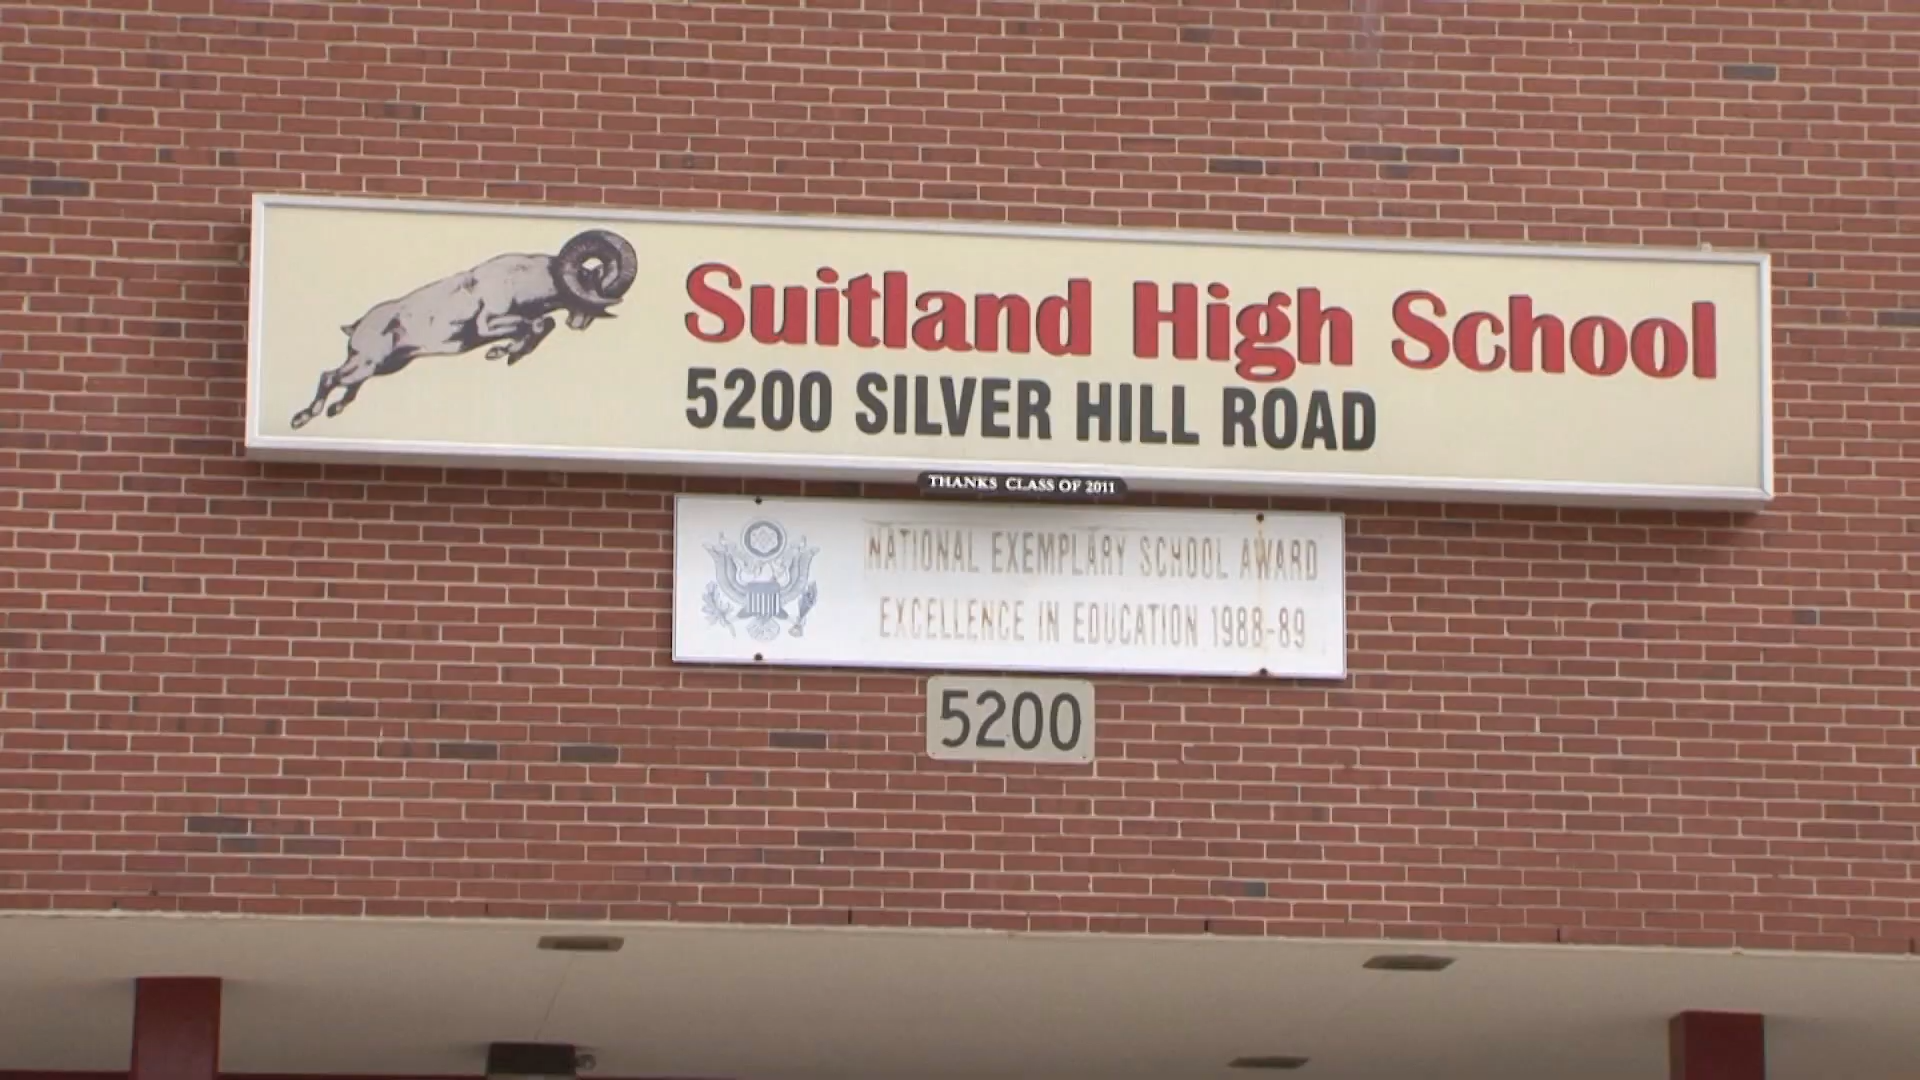 Suitland High School
5200 SILVER HILL ROAD
THANKS CLASS OF 2011
NATIONAL EXEMPLARY SCHOOL AWARD
EXCELLENCE IN EDUCATION 1988-89
5200